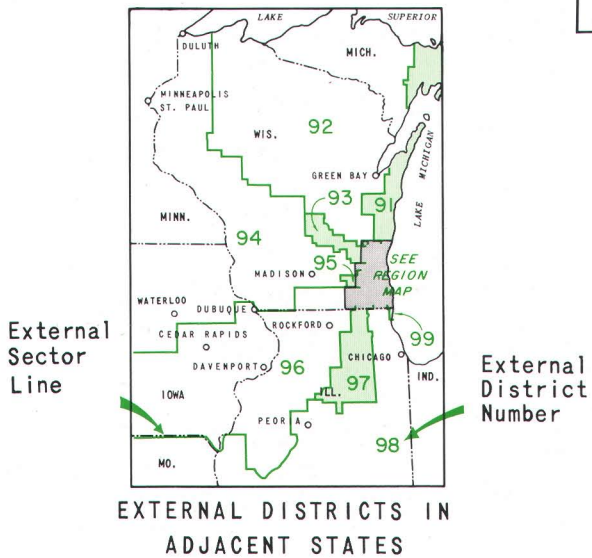 LAKE
SUPERIOR
DULUTH
MICH.
MINNEAPOLIS
ST. PAUL
WIS.
92
GREEN BAY
LAKE MICHIGAN
93
91
MINN.
94
95
SEE
REGION
MAP
MADISON
WATERLOO
DUBUQUE
ROCKFORD
CEDAR RAPIDS
CHICAGO
99
External
Sector
Line
DAVENPORT
96
97
IND.
External
District
Number
IOWA
ILL.
PEORIA
98
MO.
EXTERNAL DISTRICTS IN
ADJACENT STATES